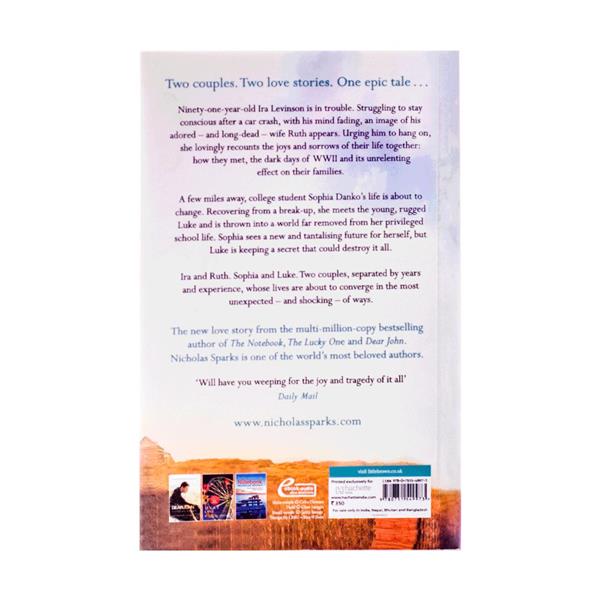 Two couples. Two love stories. One epic tale . . .
Ninety-one-year-old Ira Levinson is in trouble. Struggling to stay
conscious after a car crash, with his mind fading, an image of his
adored – and long-dead – wife Ruth appears. Urging him to hang on,
she lovingly recounts the joys and sorrows of their life together:
how they met, the dark days of WWII and its unrelenting
effect on their families.
A few miles away, college student Sophia Danko's life is about to
change. Recovering from a break-up, she meets the young, rugged
Luke and is thrown into a world far removed from her privileged
school life. Sophia sees a new and tantalising future for herself, but
Luke is keeping a secret that could destroy it all.
Ira and Ruth. Sophia and Luke. Two couples, separated by years
and experience, whose lives are about to converge in the most
unexpected – and shocking – of ways.
The new love story from the multi-million-copy bestselling
author of The Notebook, The Lucky One and Dear John.
Nicholas Sparks is one of the world's most beloved authors.
'Will have you weeping for the joy and tragedy of it all'
Daily Mail
www.nicholassparks.com
visit littlebrown.co.uk
Printed exclusively for
hachette
www.hachetteindia.com
₹ 350
For sale only in India, Nepal, Bhutan and Bangladesh
DEAR JOHN
Notebook